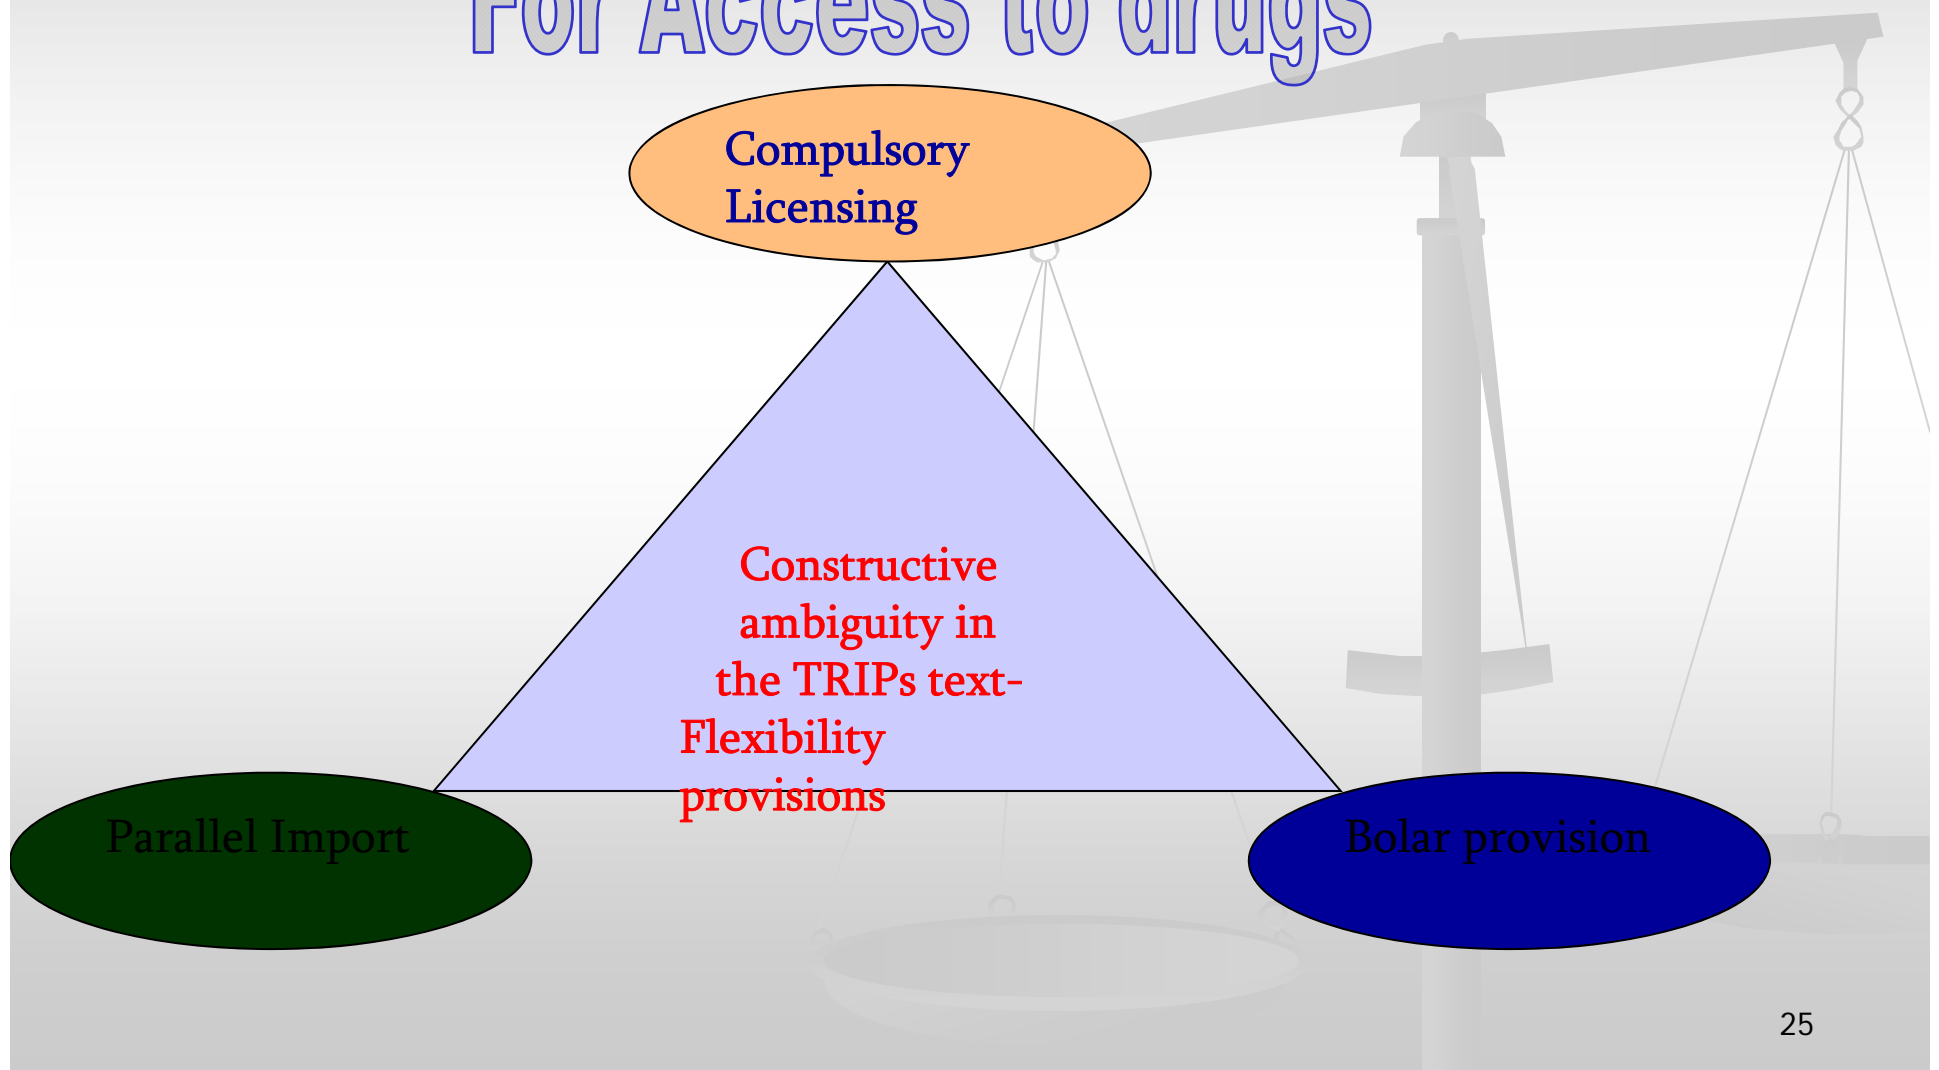 For Access to drugs
Compulsory
Licensing
Constructive
ambiguity in
the TRIPs text-
Flexibility
provisions
Parallel Import
Bolar provision
25